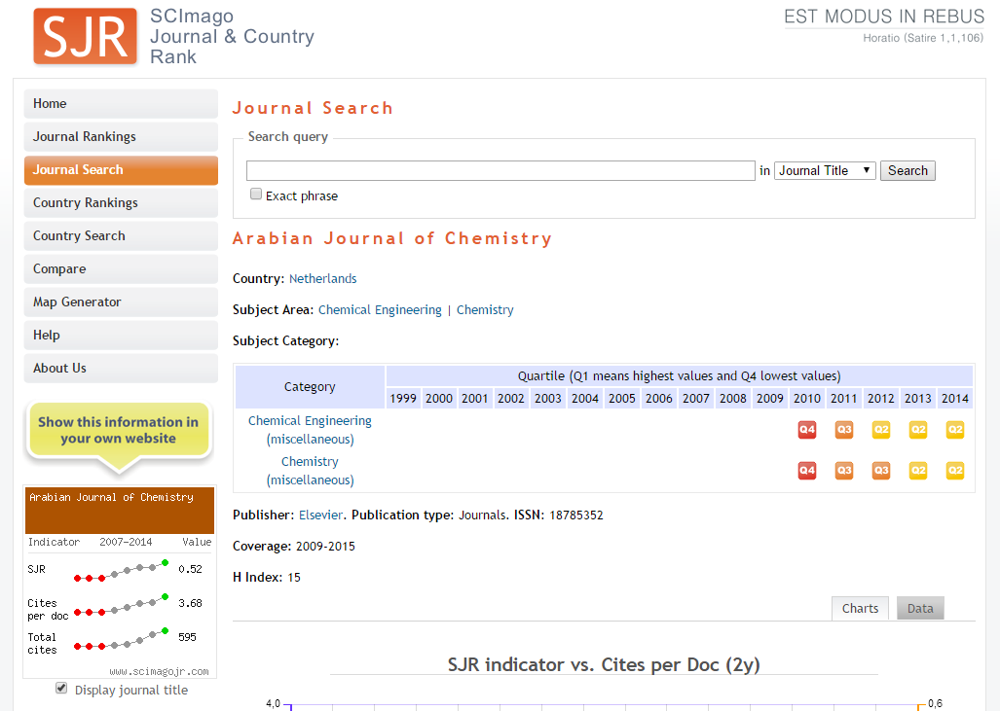 SJR
SCImago
Journal & Country
Rank
EST MODUS IN REBUS
Horatio (Satire 1,1,106)
Home
Journal Rankings
Journal Search
Country Rankings
Country Search
Compare
Map Generator
Help
About Us
Show this information in
your own website
Arabian Journal of Chemistry
Indicator 2007-2014 Value
SJR 0.52
Cites
per doc 3.68
Total
cites 595
www.scimagojr.com
Display journal title
Journal Search
Search query
in Journal Title Search
Exact phrase
Arabian Journal of Chemistry
Country: Netherlands
Subject Area: Chemical Engineering | Chemistry
Subject Category:
Category
Quartile (Q1 means highest values and Q4 lowest values)
1999 2000 2001 2002 2003 2004 2005 2006 2007 2008 2009 2010 2011 2012 2013 2014
Chemical Engineering
(miscellaneous)
Q4 Q3 Q2 Q2 Q2
Chemistry
(miscellaneous)
Q4 Q3 Q3 Q2 Q2
Publisher: Elsevier. Publication type: Journals. ISSN: 18785352
Coverage: 2009-2015
H Index: 15
Charts Data
SJR indicator vs. Cites per Doc (2y)
4,0 0,6